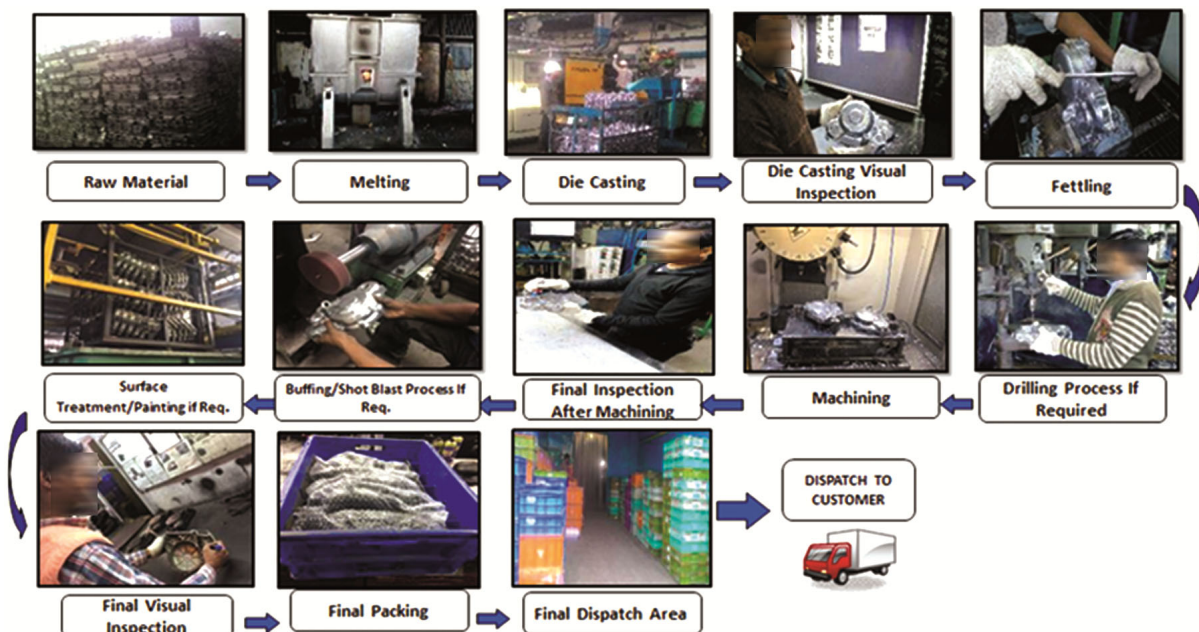 Raw Material
Melting
Die Casting
Die Casting Visual
Inspection
Fettling
Drilling Process If
Required
Machining
Final Inspection
After Machining
Buffing/Shot Blast Process If
Req.
Surface
Treatment/Painting if Req.
Final Visual
Inspection
Final Packing
Final Dispatch Area
DISPATCH TO
CUSTOMER